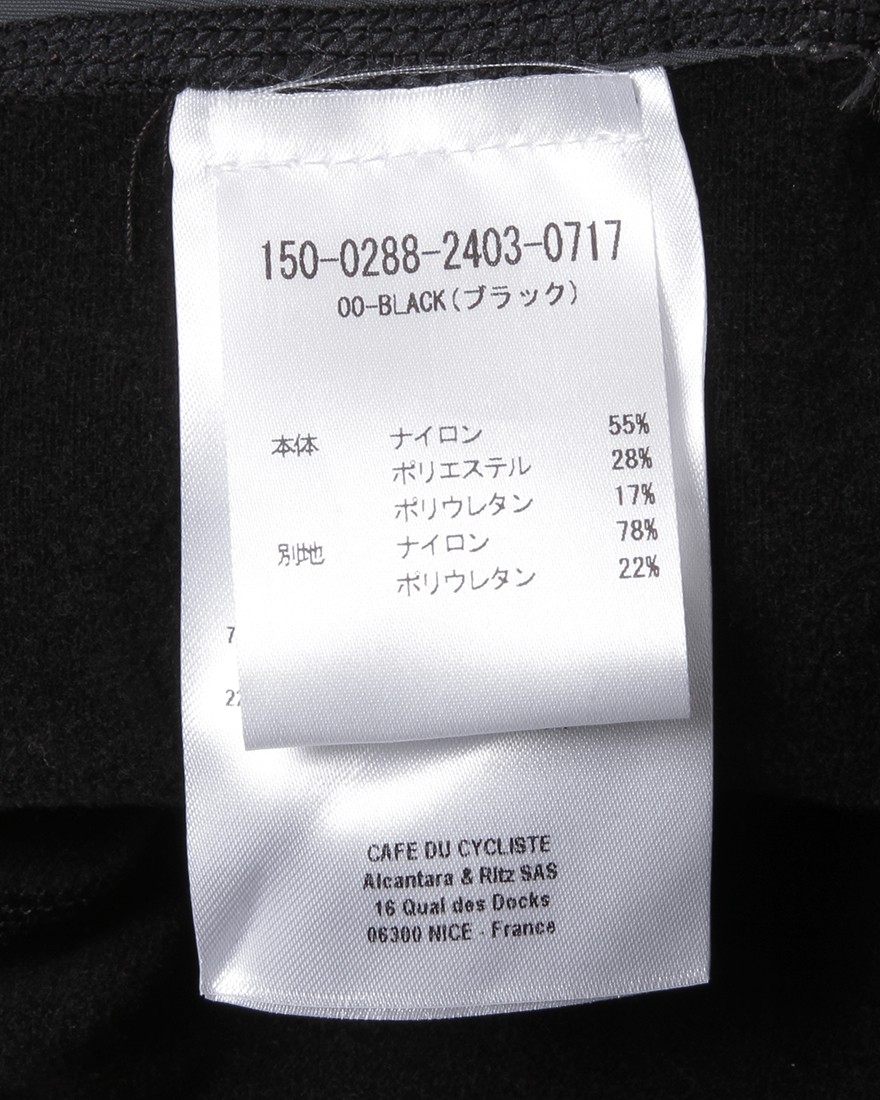 150-0288-2403-0717
00-BLACK(ブラック)
本体 ナイロン 55%
ポリエステル 28%
ポリウレタン 17%
別地 ナイロン 78%
ポリウレタン 22%
7
22
CAFE DU CYCLISTE
Alcantara & Ritz SAS
16 Quai des Docks
06300 NICE - France